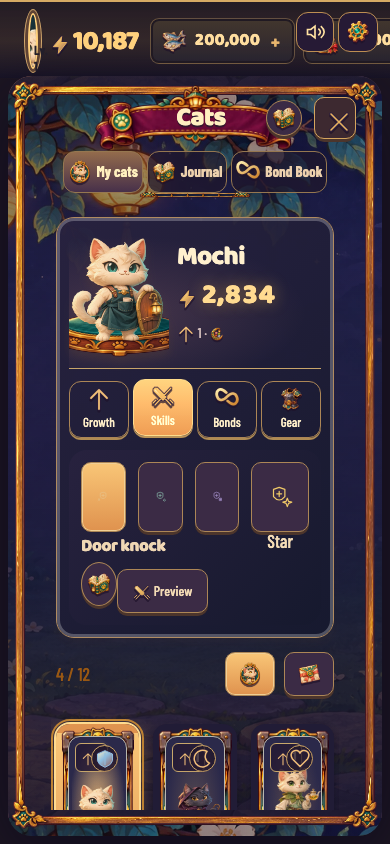 10,187
200,000 +
Cats
My cats
Journal
Bond Book
Mochi
2,834
1 ·
Growth
Skills
Bonds
Gear
Star
Door knock
Preview
4 / 12